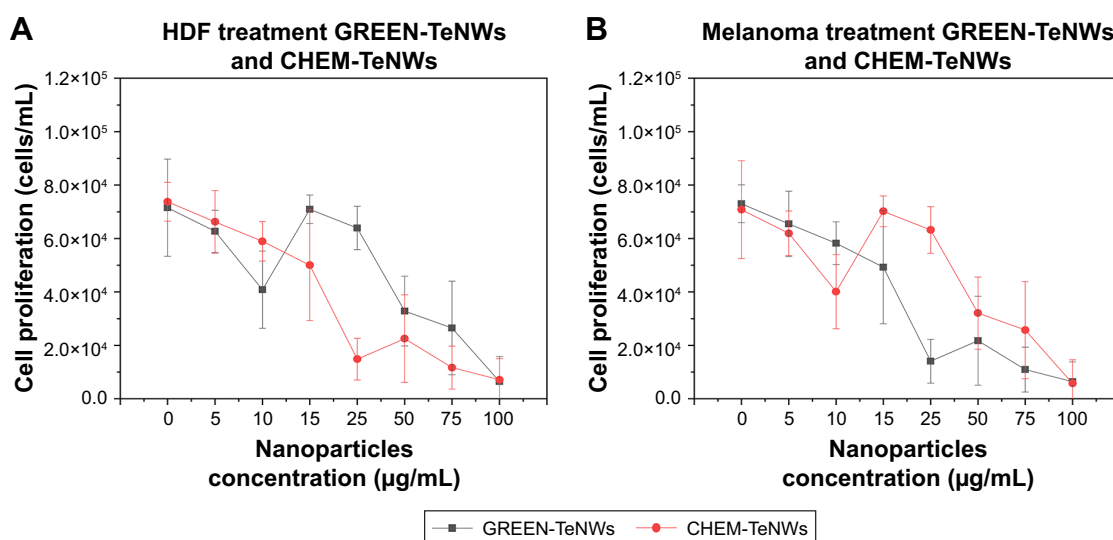 A
HDF treatment GREEN-TeNWs
and CHEM-TeNWs
Cell proliferation (cells/mL)
1.2×10⁵
1.0×10⁵
8.0×10⁴
6.0×10⁴
4.0×10⁴
2.0×10⁴
0.0
0 5 10 15 25 50 75 100
Nanoparticles
concentration (µg/mL)
B
Melanoma treatment GREEN-TeNWs
and CHEM-TeNWs
Cell proliferation (cells/mL)
1.2×10⁵
1.0×10⁵
8.0×10⁴
6.0×10⁴
4.0×10⁴
2.0×10⁴
0.0
0 5 10 15 25 50 75 100
Nanoparticles
concentration (µg/mL)
GREEN-TeNWs CHEM-TeNWs